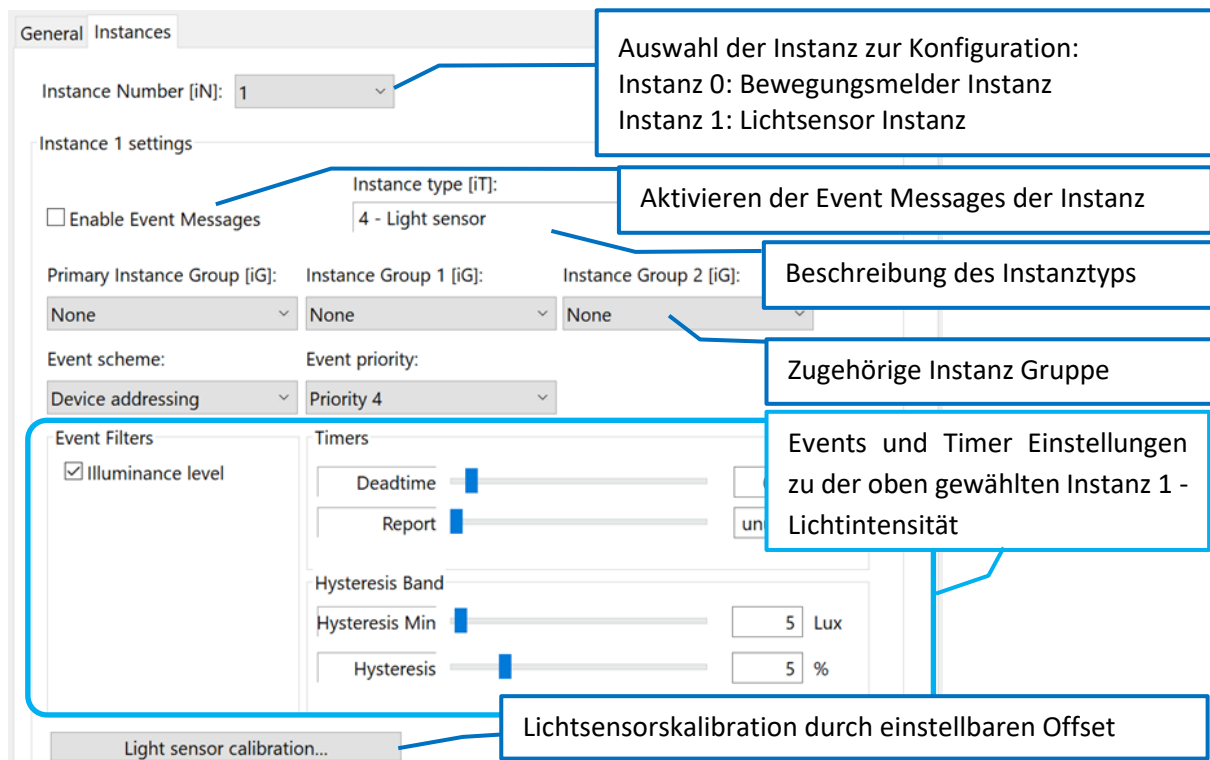 General Instances
Auswahl der Instanz zur Konfiguration:
Instanz 0: Bewegungsmelder Instanz
Instanz 1: Lichtsensor Instanz
Instance Number [iN]: 1
Instance 1 settings
Instance type [iT]:
Aktivieren der Event Messages der Instanz
Enable Event Messages
4 - Light sensor
Beschreibung des Instanztyps
Primary Instance Group [iG]: Instance Group 1 [iG]: Instance Group 2 [iG]:
None None None
Zugehörige Instanz Gruppe
Event scheme: Event priority:
Device addressing Priority 4
Events und Timer Einstellungen
zu der oben gewählten Instanz 1 -
Lichtintensität
Event Filters Timers
Illuminance level
Deadtime
Report
Hysteresis Band
Hysteresis Min 5 Lux
Hysteresis 5 %
Lichtsensorskalibration durch einstellbaren Offset
Light sensor calibration...